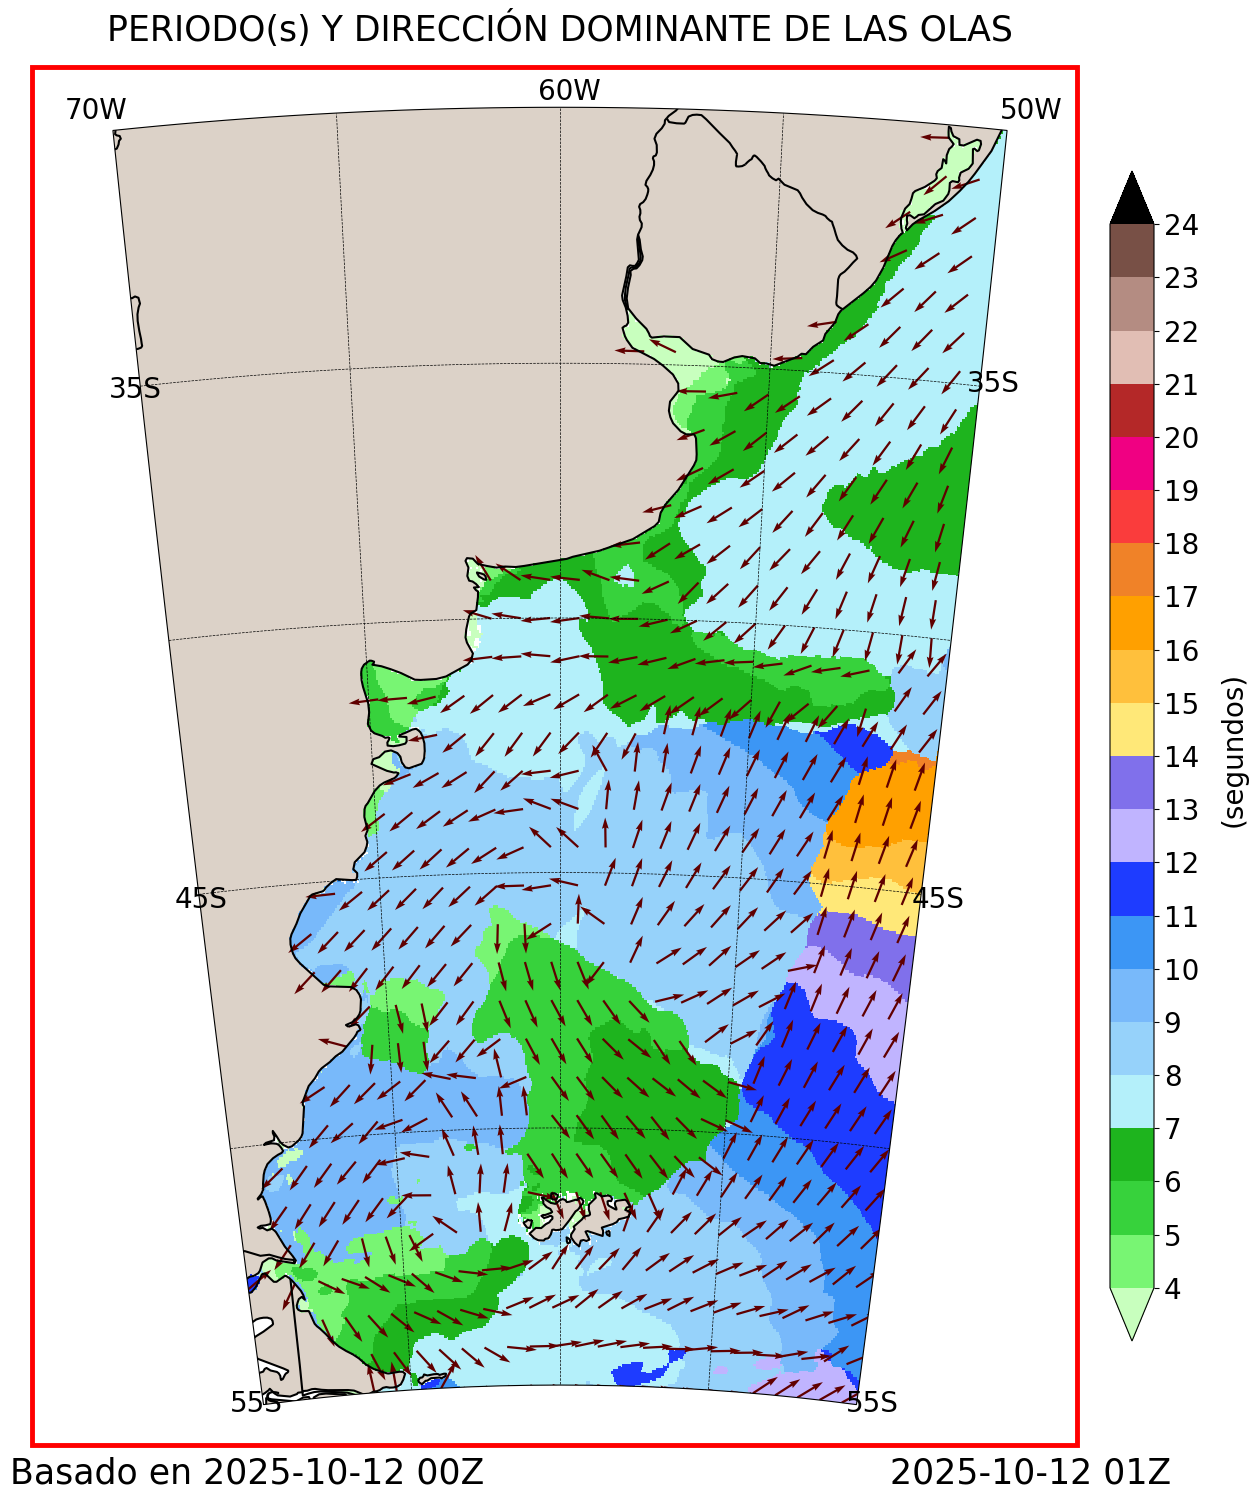 PERIODO(s) Y DIRECCIÓN DOMINANTE DE LAS OLAS
70W
60W
50W
35S
35S
45S
45S
55S
55S
24
23
22
21
20
19
18
17
16
15
14
13
12
11
10
9
8
7
6
5
4
(segundos)
Basado en 2025-10-12 00Z
2025-10-12 01Z